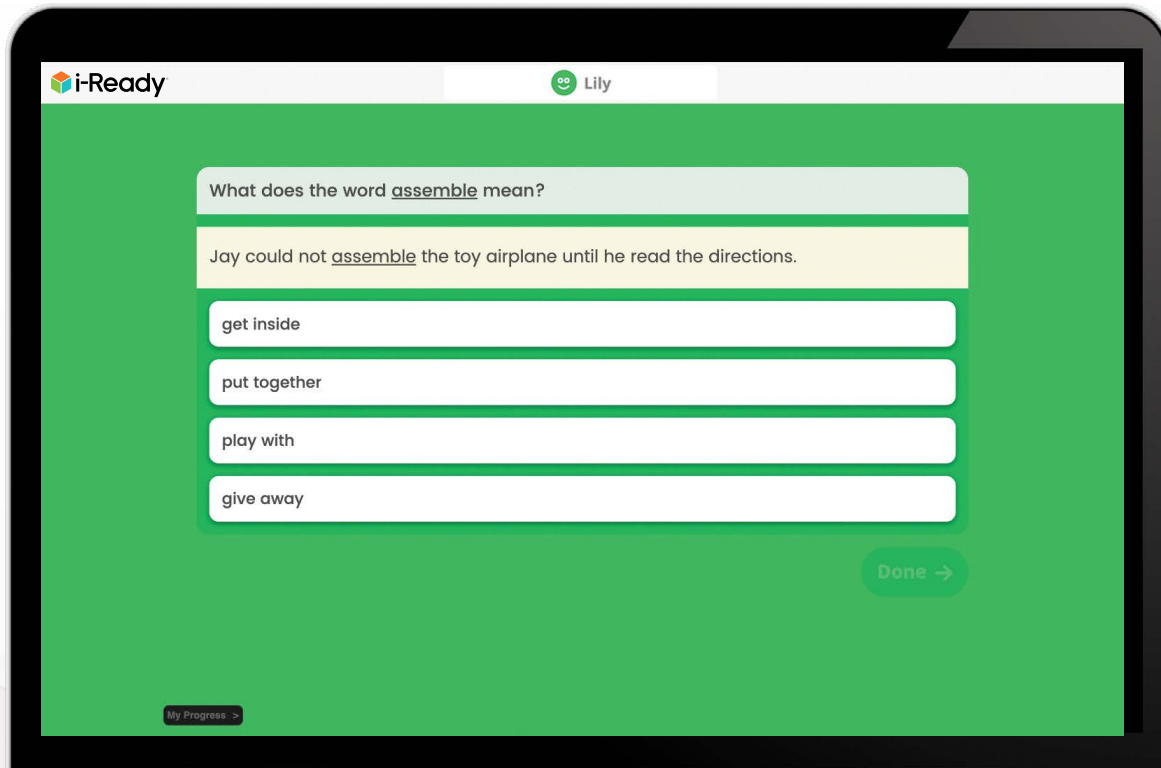 i-Ready
Lily
What does the word assemble mean?
Jay could not assemble the toy airplane until he read the directions.
get inside
put together
play with
give away
Done →
My Progress >